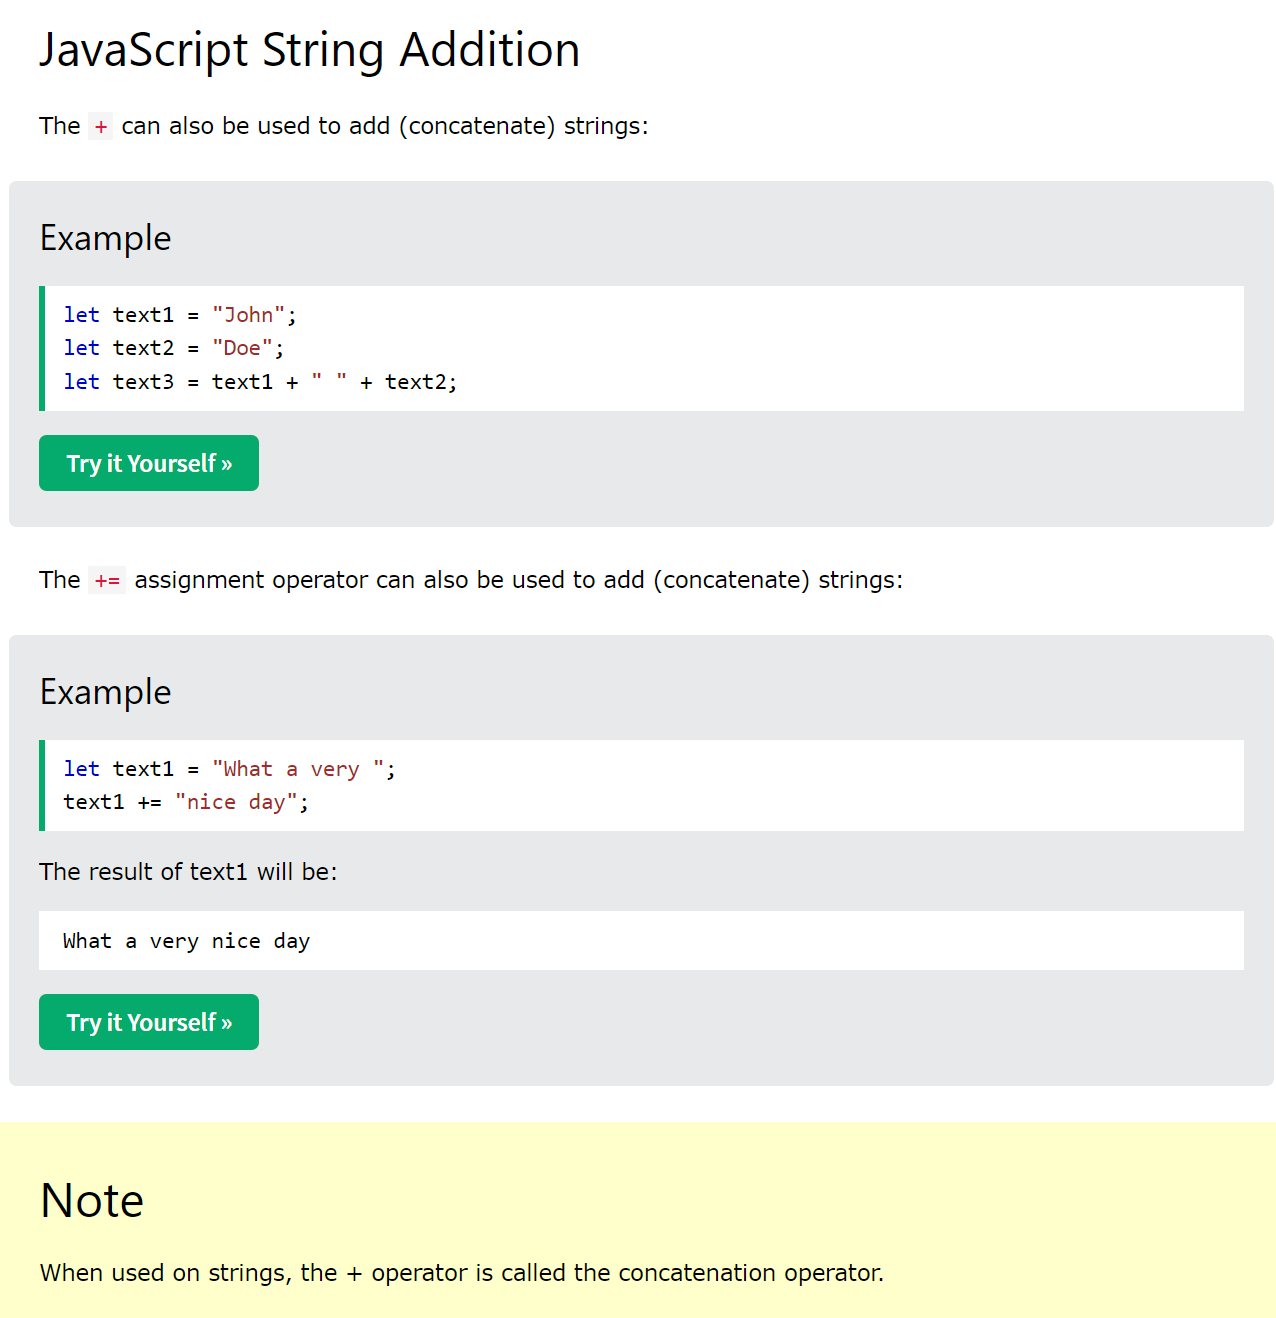 JavaScript String Addition
The + can also be used to add (concatenate) strings:
Example
let text1 = "John";
let text2 = "Doe";
let text3 = text1 + " " + text2;
Try it Yourself »
The += assignment operator can also be used to add (concatenate) strings:
Example
let text1 = "What a very ";
text1 += "nice day";
The result of text1 will be:
What a very nice day
Try it Yourself »
Note
When used on strings, the + operator is called the concatenation operator.